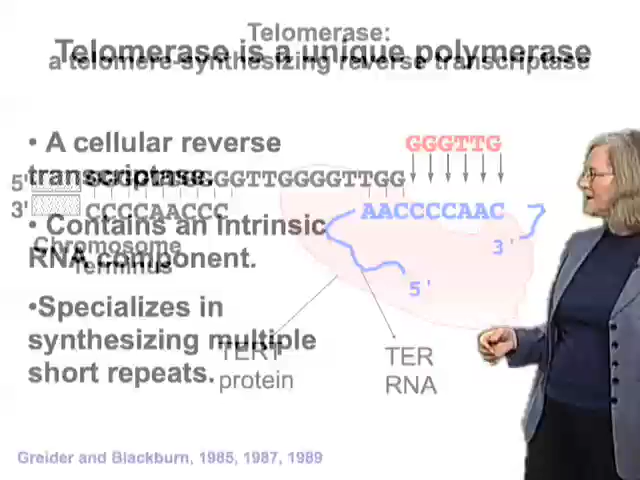 Telomerase:
Telomerase is a unique polymerase
a telomere-synthesizing reverse transcriptase
• A cellular reverse
transcriptase.
GGGTTG
5'
GTTGGGGTTGG
3'
CCCCAACCC
AACCCCAAC
• Contains an intrinsic
RNA component.
Chromosome
Terminus
3'
5'
•Specializes in
synthesizing multiple
short repeats.
TERT
protein
TER
RNA
Greider and Blackburn, 1985, 1987, 1989